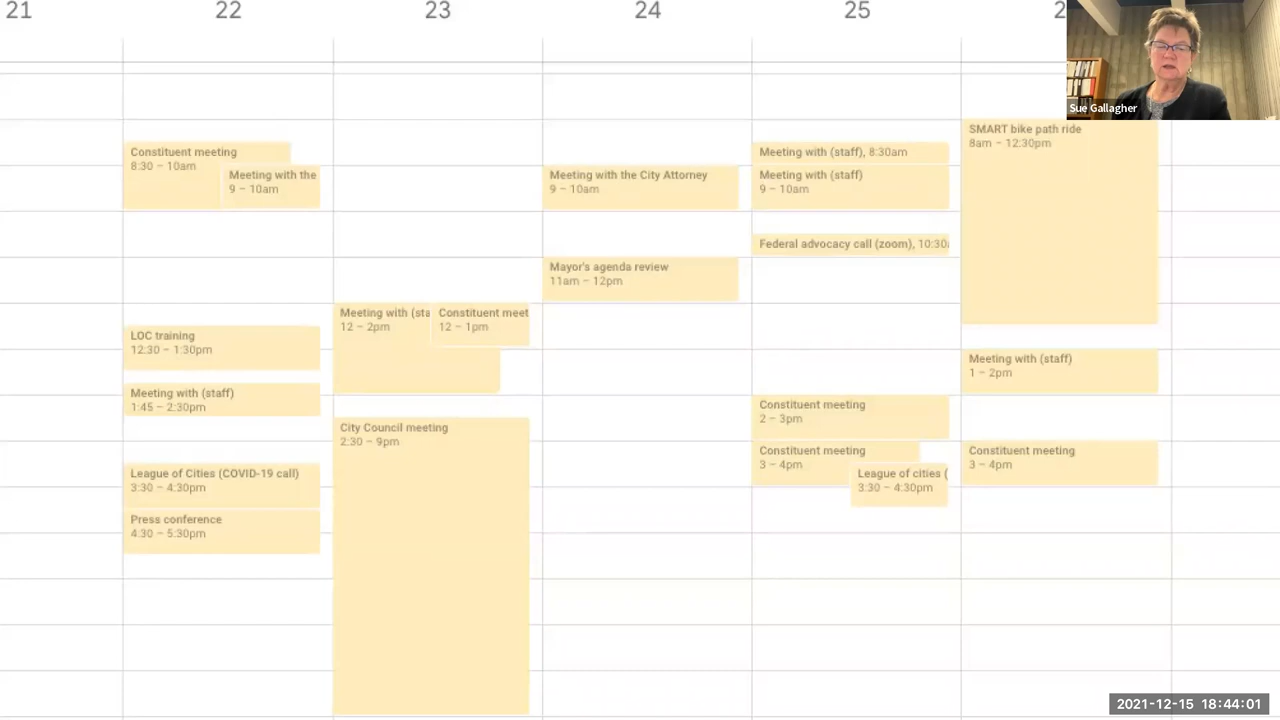 21
22
23
24
25
2
Sue Gallagher
Constituent meeting
8:30 – 10am
Meeting with the
9 – 10am
LOC training
12:30 – 1:30pm
Meeting with (staff)
1:45 – 2:30pm
League of Cities (COVID-19 call)
3:30 – 4:30pm
Press conference
4:30 – 5:30pm
Meeting with (sta
12 – 2pm
Constituent meet
12 – 1pm
City Council meeting
2:30 – 9pm
Meeting with the City Attorney
9 – 10am
Mayor's agenda review
11am – 12pm
Meeting with (staff), 8:30am
Meeting with (staff)
9 – 10am
Federal advocacy call (zoom), 10:30a
Constituent meeting
2 – 3pm
Constituent meeting
3 – 4pm
League of cities (
3:30 – 4:30pm
SMART bike path ride
8am – 12:30pm
Meeting with (staff)
1 – 2pm
Constituent meeting
3 – 4pm
2021-12-15 18:44:01